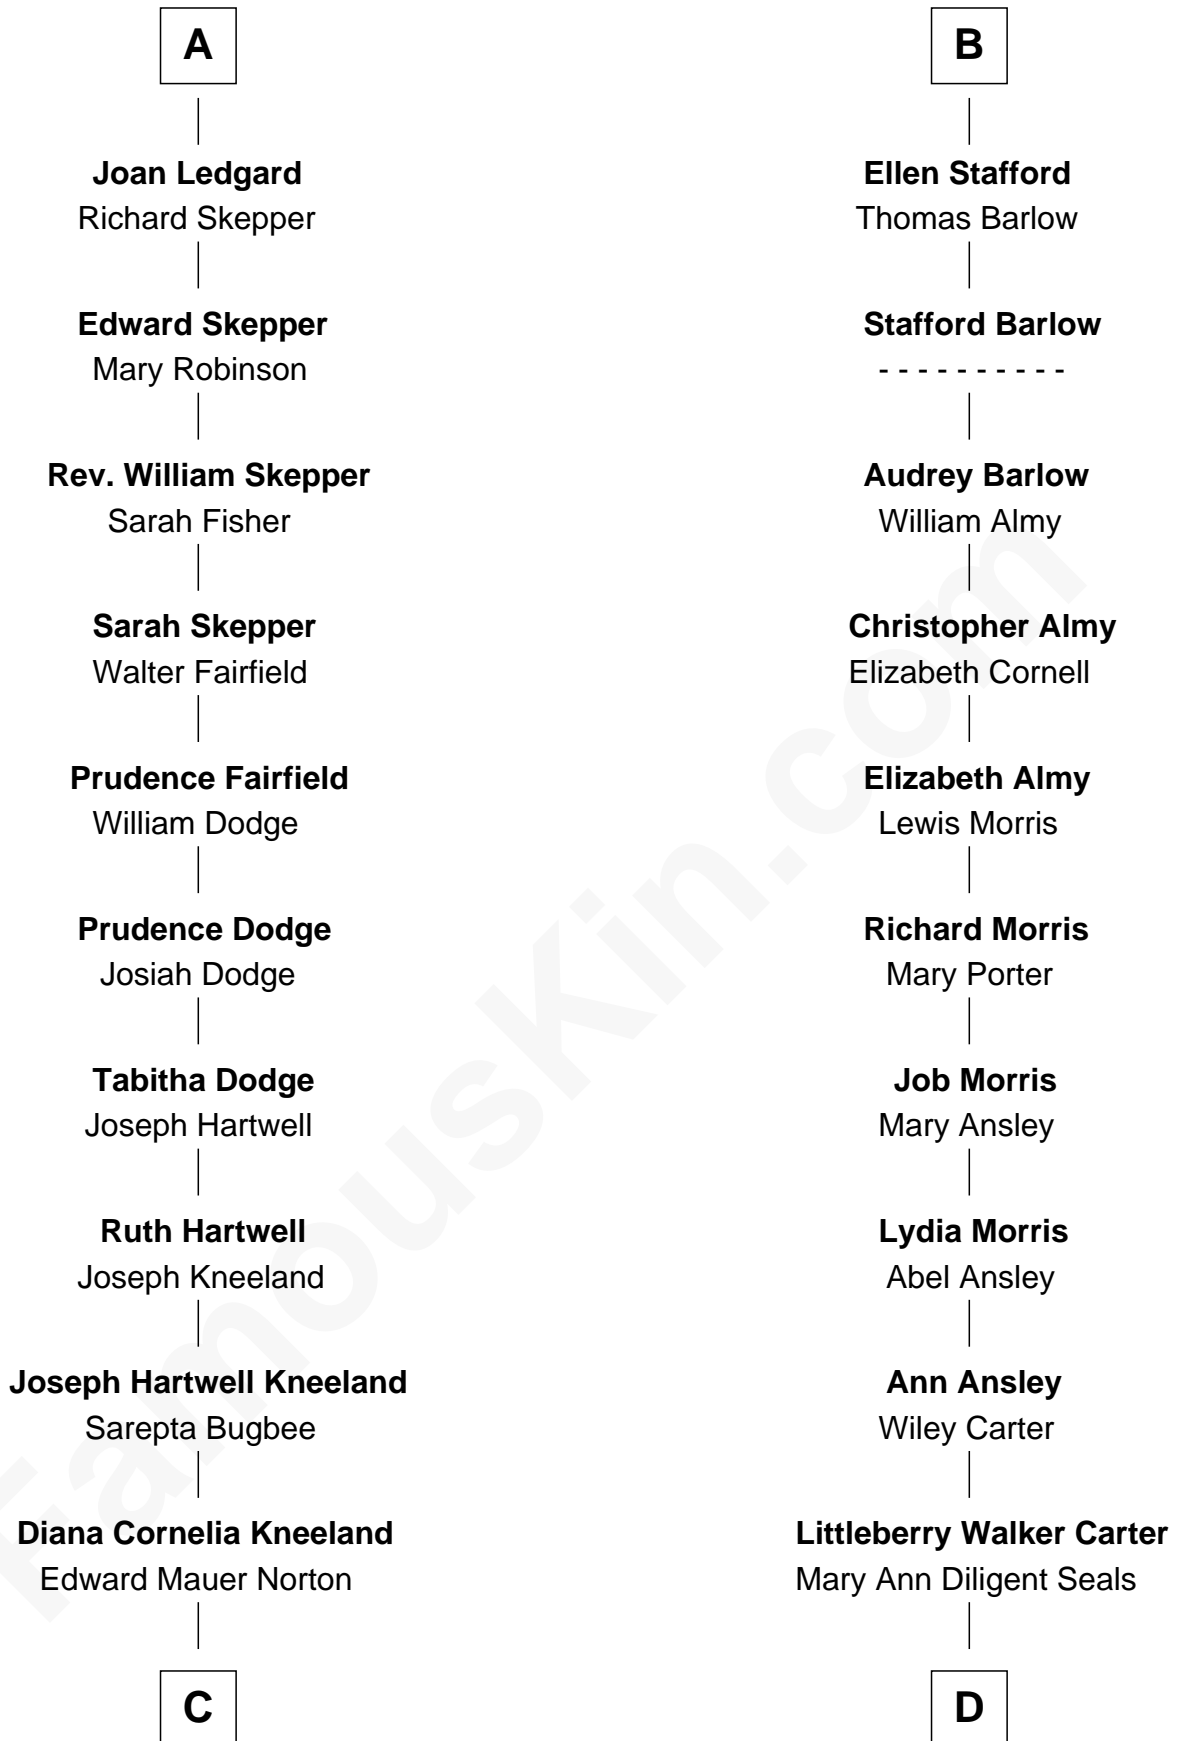 A
Joan Ledgard
Richard Skepper
Edward Skepper
Mary Robinson
Rev. William Skepper
Sarah Fisher
Sarah Skepper
Walter Fairfield
Prudence Fairfield
William Dodge
Prudence Dodge
Josiah Dodge
Tabitha Dodge
Joseph Hartwell
Ruth Hartwell
Joseph Kneeland
Joseph Hartwell Kneeland
Sarepta Bugbee
Diana Cornelia Kneeland
Edward Mauer Norton
C
B
Ellen Stafford
Thomas Barlow
Stafford Barlow
- - - - - - - - - -
Audrey Barlow
William Almy
Christopher Almy
Elizabeth Cornell
Elizabeth Almy
Lewis Morris
Richard Morris
Mary Porter
Job Morris
Mary Ansley
Lydia Morris
Abel Ansley
Ann Ansley
Wiley Carter
Littleberry Walker Carter
Mary Ann Diligent Seals
D
FamousKin.com